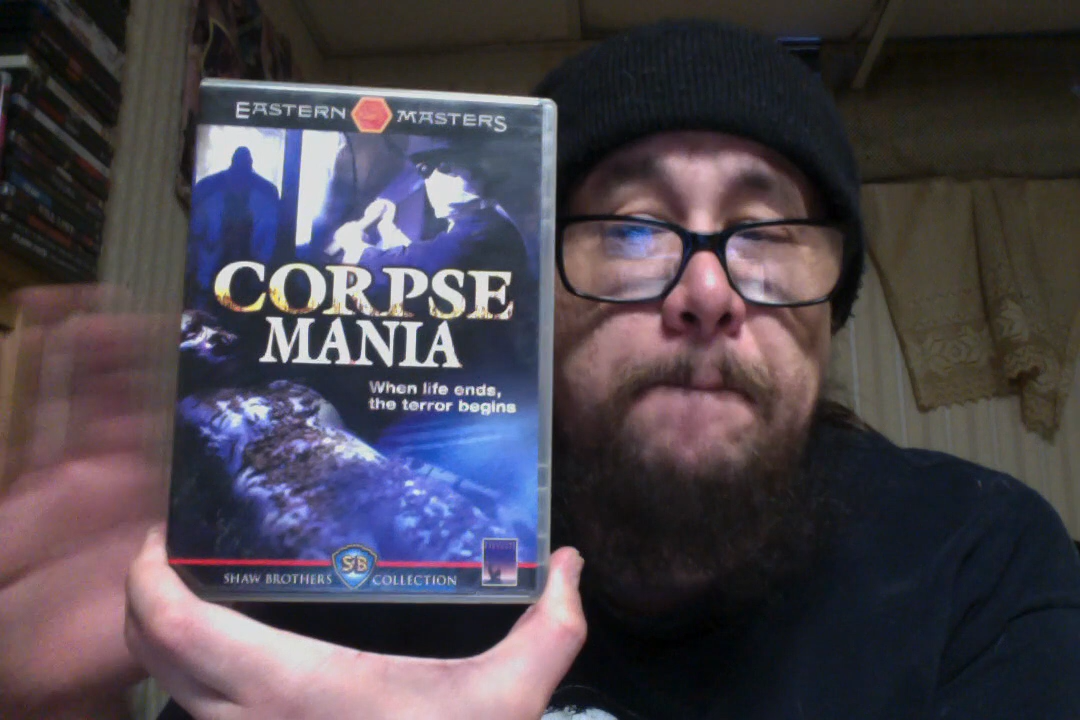 EASTERN MASTERS
CORPSE
MANIA
When life ends,
the terror begins
SHAW BROTHERS SB COLLECTION